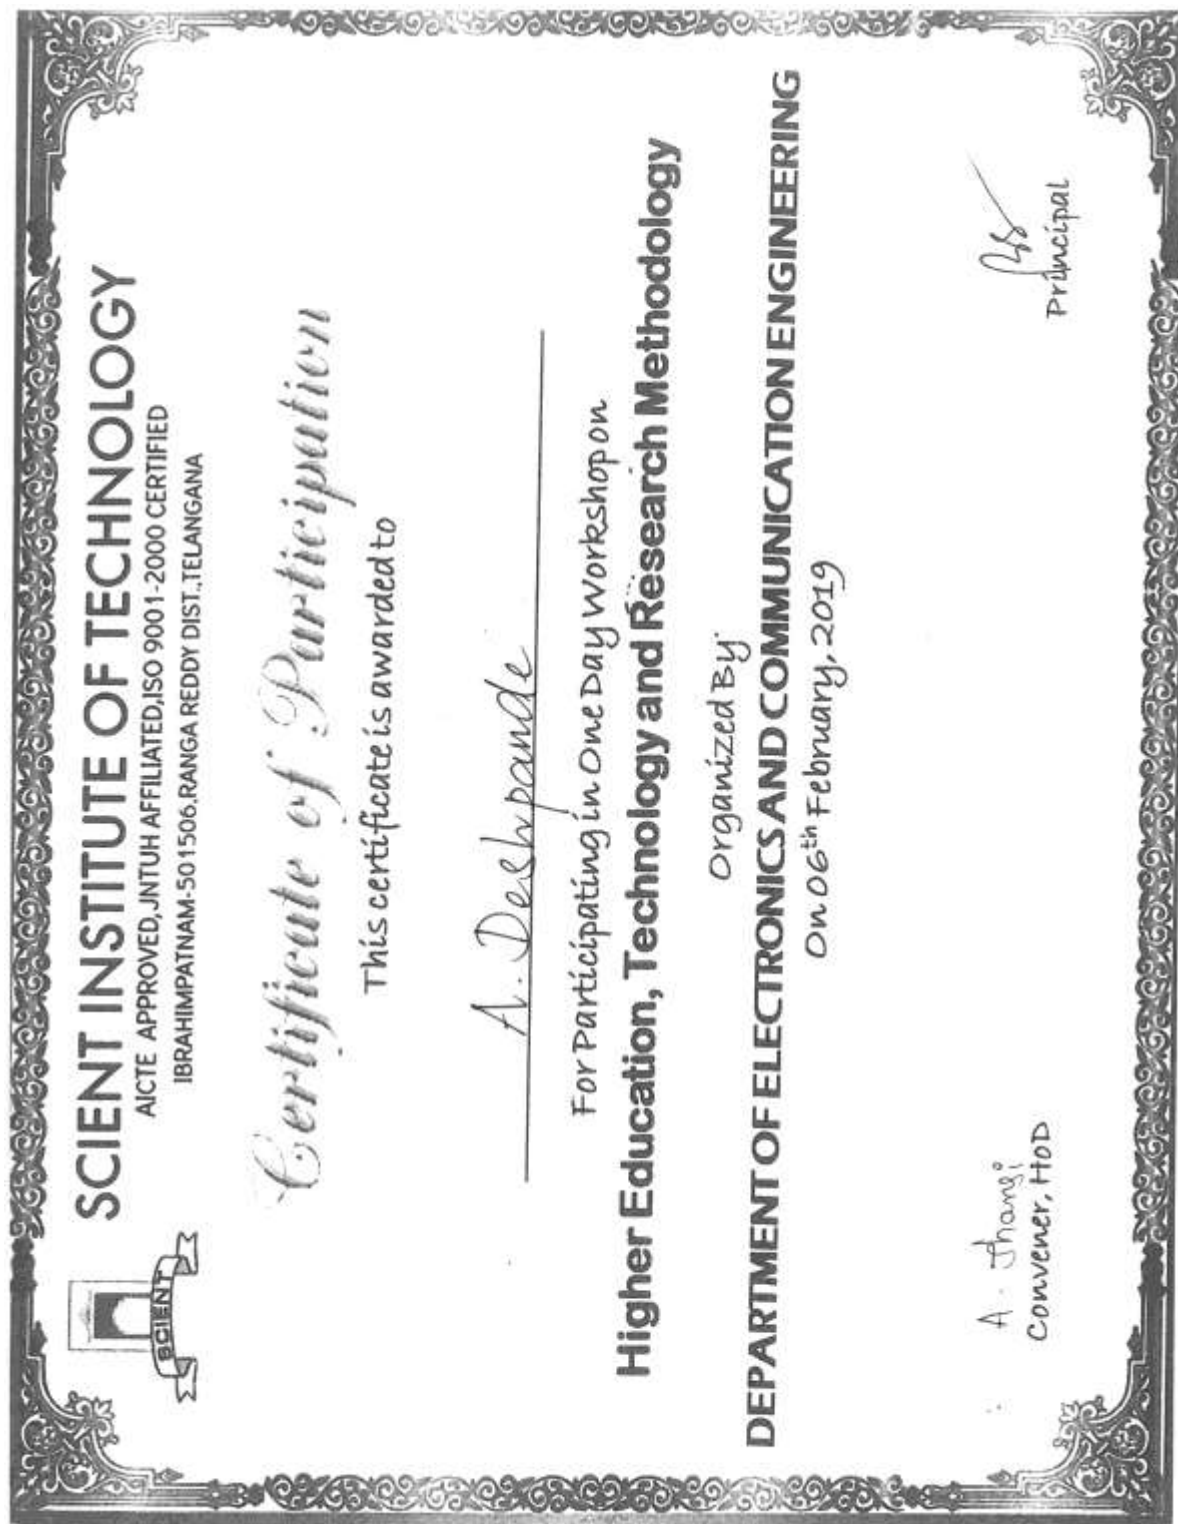 SCIENT
SCIENT INSTITUTE OF TECHNOLOGY
AICTE APPROVED,JNTUH AFFILIATED,ISO 9001-2000 CERTIFIED
IBRAHIMPATNAM-501506.RANGA REDDY DIST.,TELANGANA
Certificate of Participation
This certificate is awarded to
A. Deshpande
For Participating in One Day Workshop on
Higher Education, Technology and Research Methodology
Organized By
DEPARTMENT OF ELECTRONICS AND COMMUNICATION ENGINEERING
On 06th February, 2019
Convener, HOD
Principal